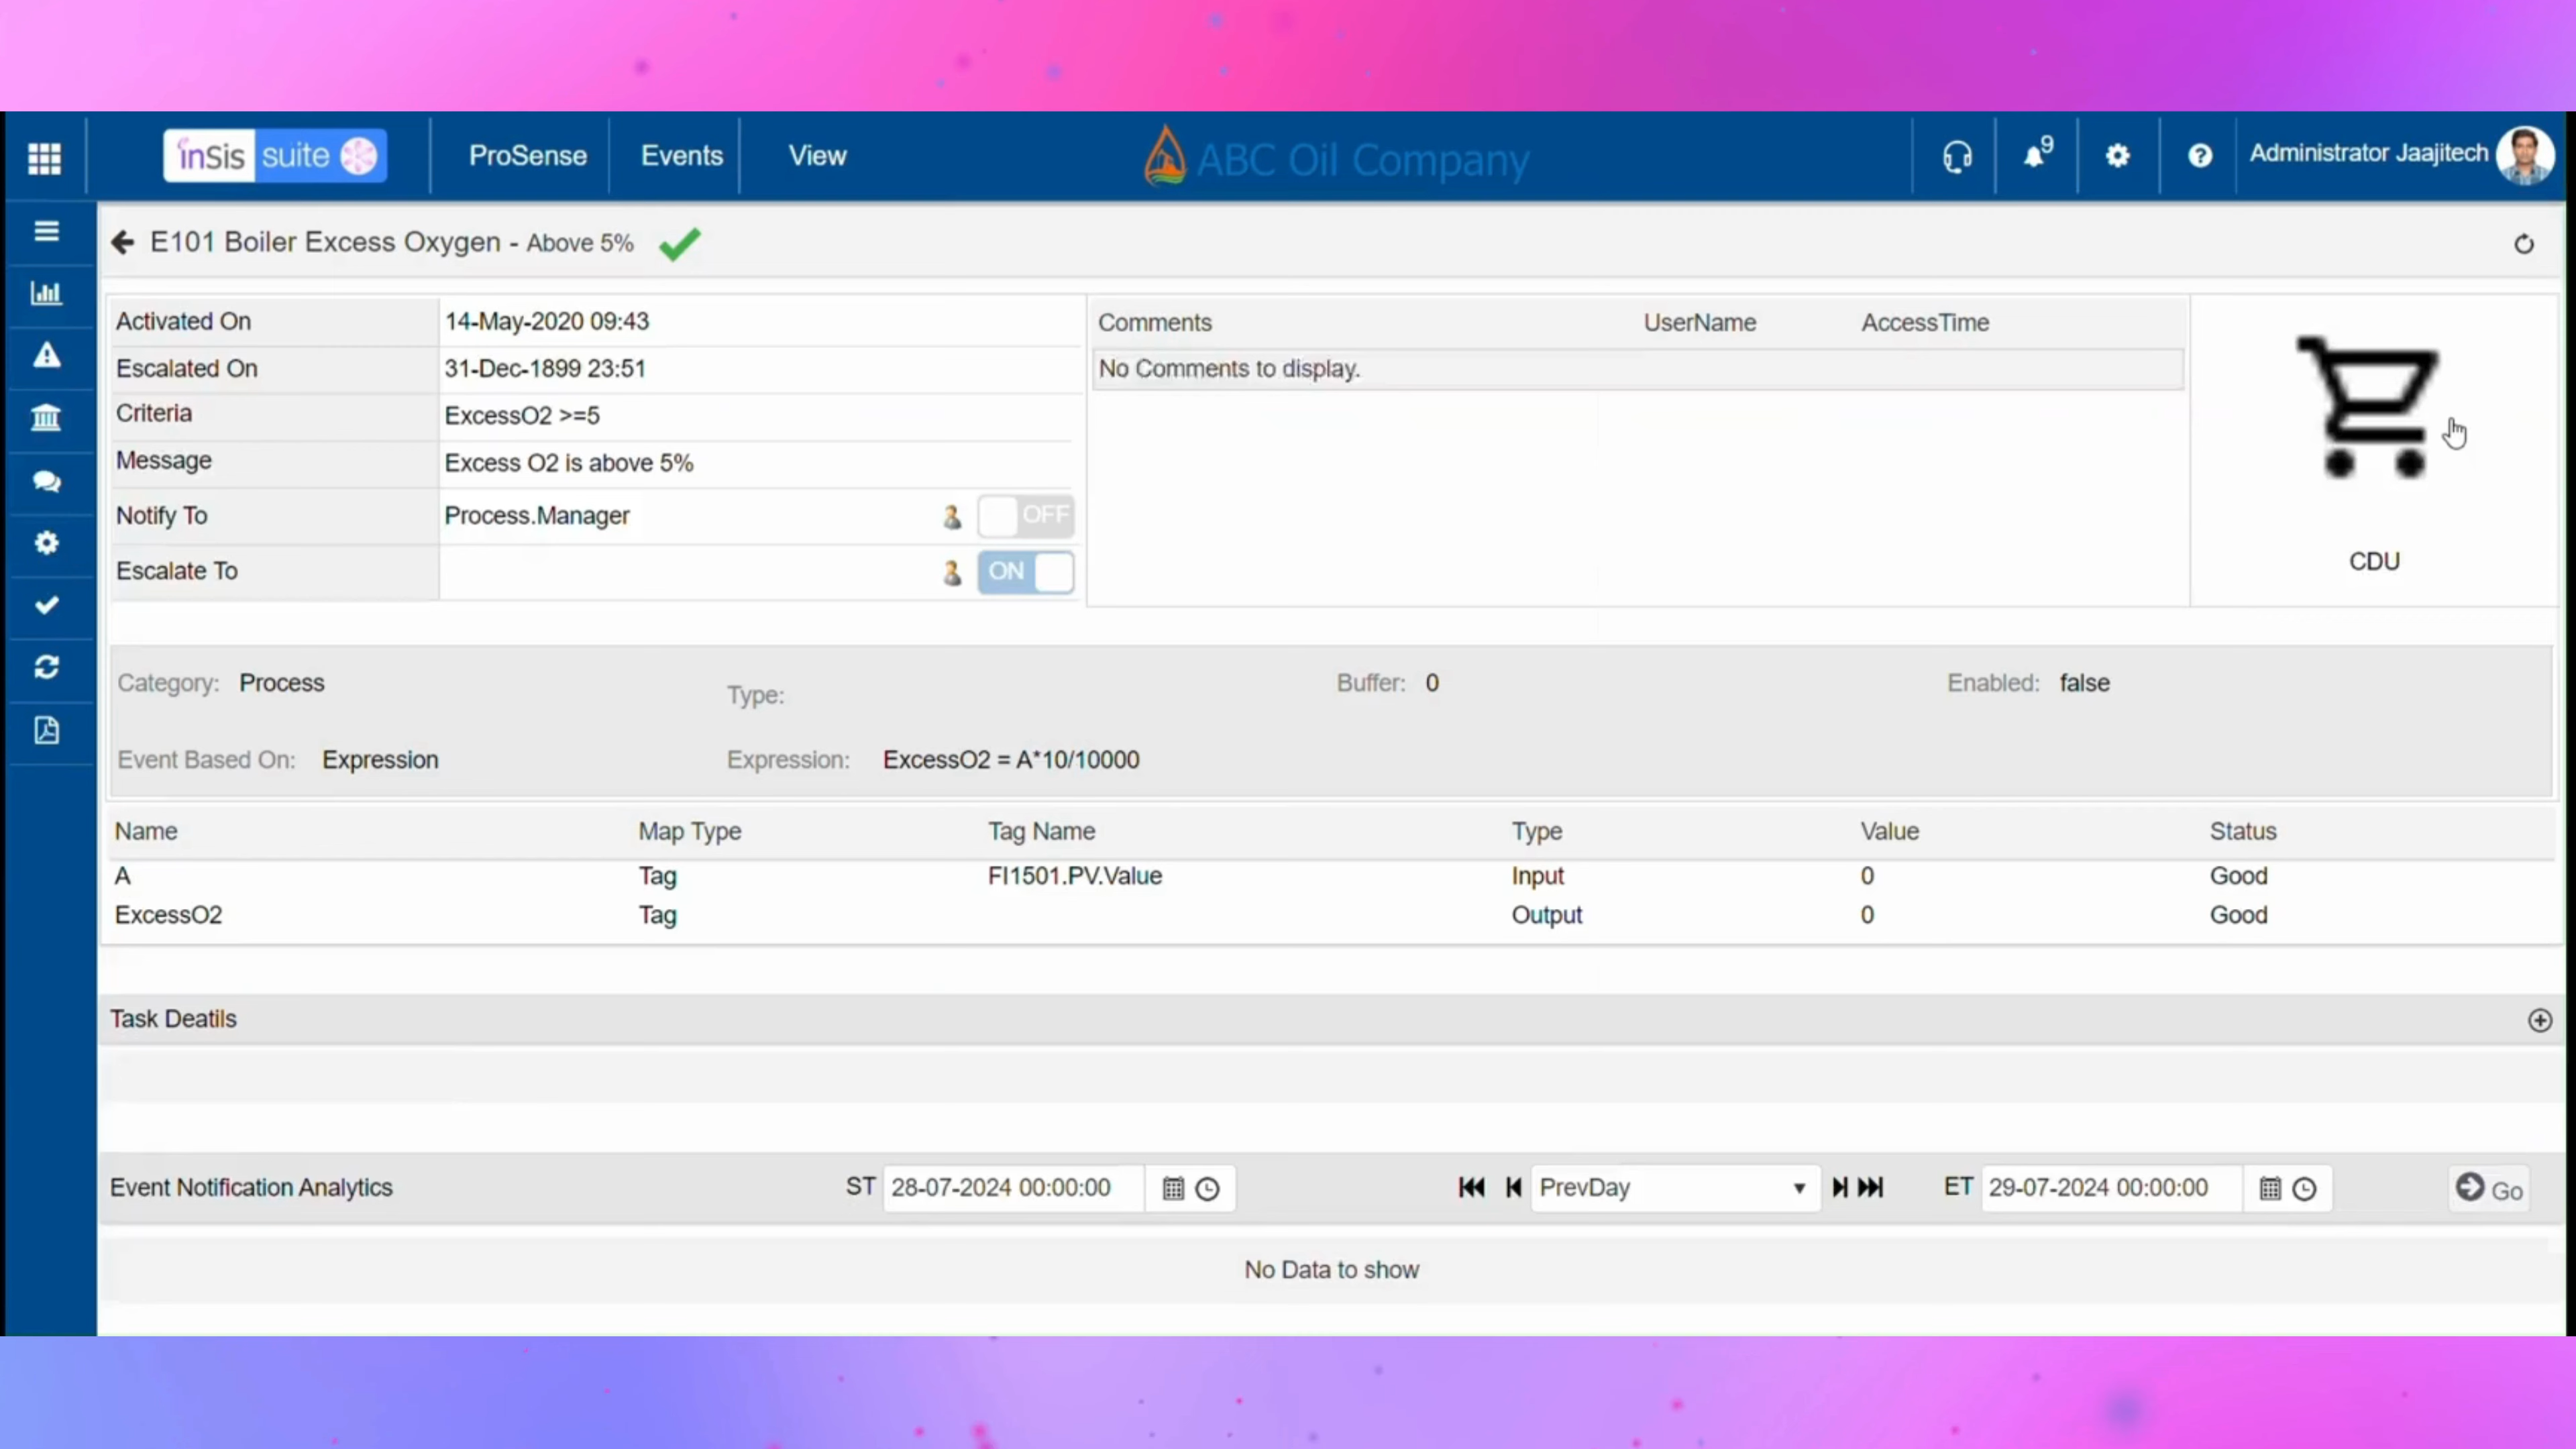 inSis suite ProSense Events View ABC Oil Company 9 Administrator Jaajitech
E101 Boiler Excess Oxygen - Above 5%
Activated On 14-May-2020 09:43
Escalated On 31-Dec-1899 23:51
Criteria ExcessO2 >=5
Message Excess O2 is above 5%
Notify To Process.Manager OFF
Escalate To ON
Comments UserName AccessTime
No Comments to display.
CDU
Category: Process Type: Buffer: 0 Enabled: false
Event Based On: Expression Expression: ExcessO2 = A*10/10000
Name Map Type Tag Name Type Value Status
A Tag FI1501.PV.Value Input 0 Good
ExcessO2 Tag Output 0 Good
Task Deatils
Event Notification Analytics ST 28-07-2024 00:00:00 PrevDay ET 29-07-2024 00:00:00 Go
No Data to show